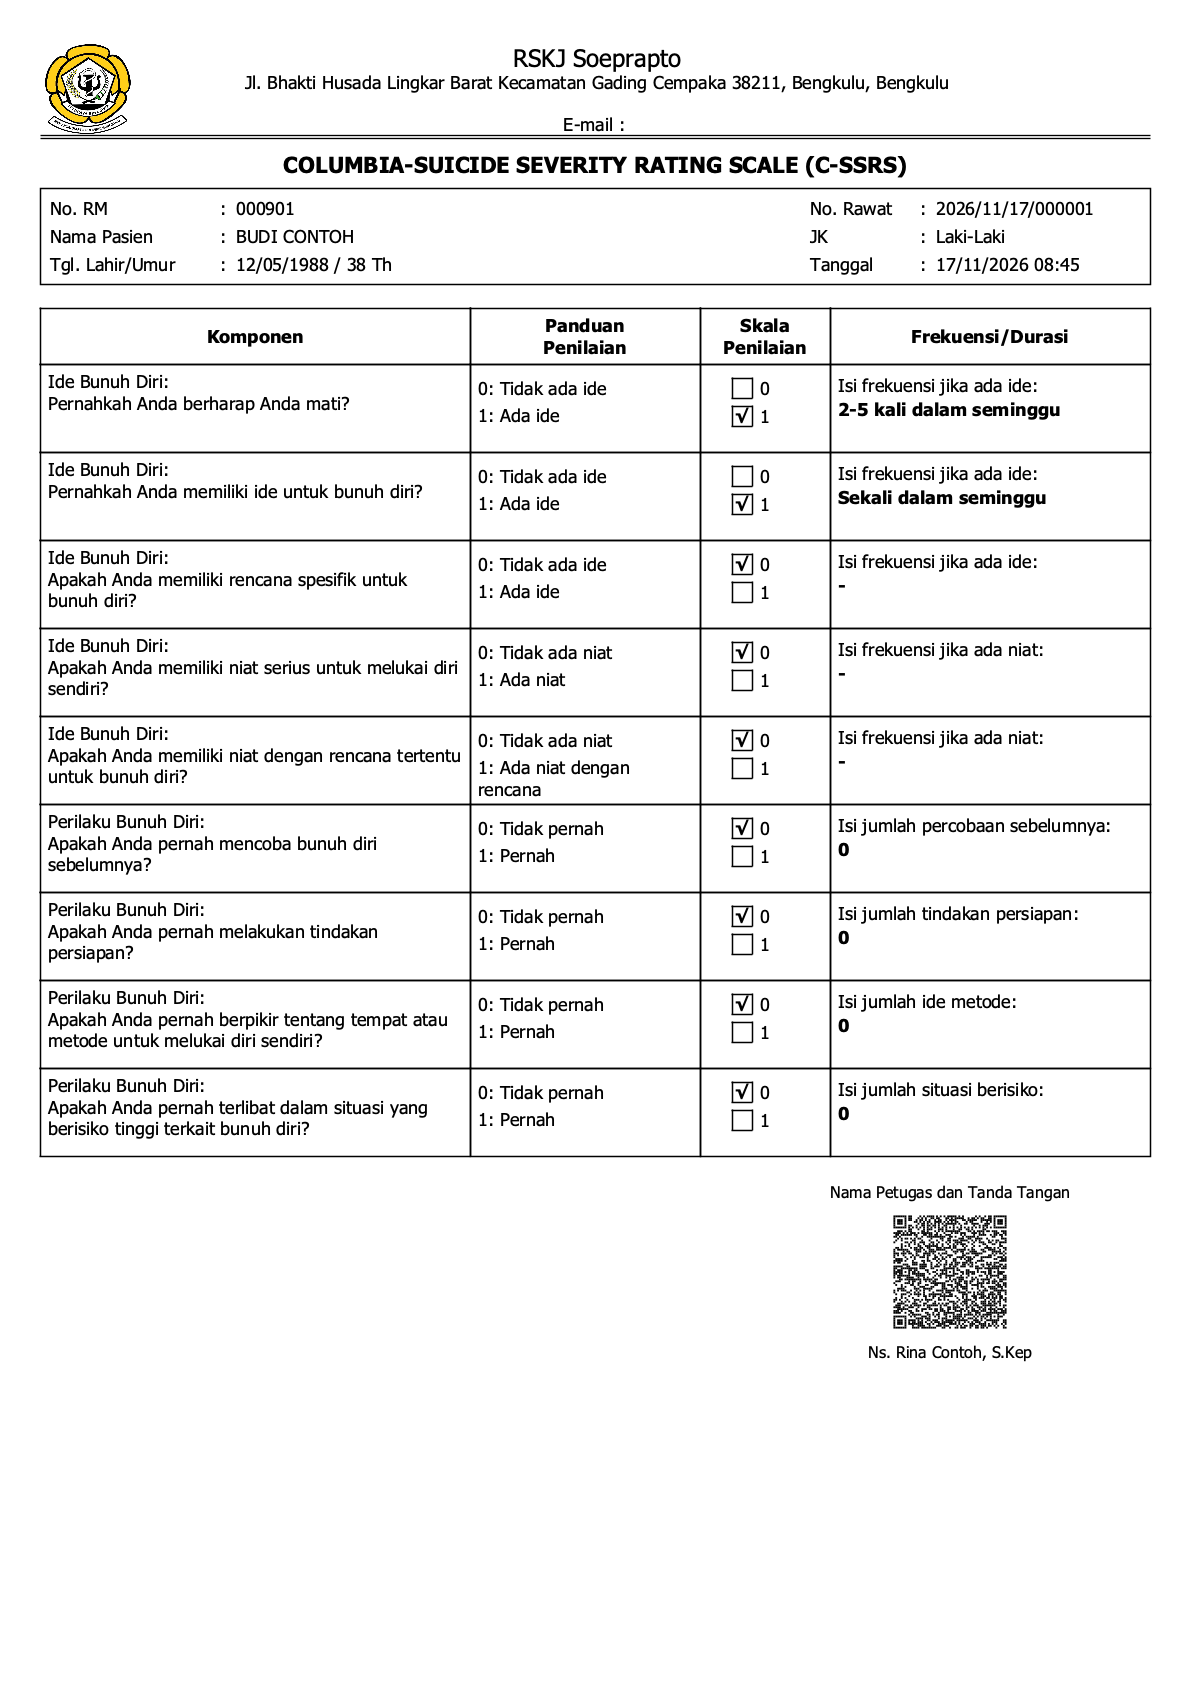 RSKJ Soeprapto
Jl. Bhakti Husada Lingkar Barat Kecamatan Gading Cempaka 38211, Bengkulu, Bengkulu
E-mail :
COLUMBIA-SUICIDE SEVERITY RATING SCALE (C-SSRS)
No. RM : 000901 No. Rawat : 2026/11/17/000001
Nama Pasien : BUDI CONTOH JK : Laki-Laki
Tgl. Lahir/Umur : 12/05/1988 / 38 Th Tanggal : 17/11/2026 08:45
Komponen
Panduan
Penilaian
Skala
Penilaian
Frekuensi/Durasi
Ide Bunuh Diri:
Pernahkah Anda berharap Anda mati?
0: Tidak ada ide
1: Ada ide
0
√ 1
Isi frekuensi jika ada ide:
2-5 kali dalam seminggu
Ide Bunuh Diri:
Pernahkah Anda memiliki ide untuk bunuh diri?
0: Tidak ada ide
1: Ada ide
0
√ 1
Isi frekuensi jika ada ide:
Sekali dalam seminggu
Ide Bunuh Diri:
Apakah Anda memiliki rencana spesifik untuk
bunuh diri?
0: Tidak ada ide
1: Ada ide
√ 0
1
Isi frekuensi jika ada ide:
-
Ide Bunuh Diri:
Apakah Anda memiliki niat serius untuk melukai diri
sendiri?
0: Tidak ada niat
1: Ada niat
√ 0
1
Isi frekuensi jika ada niat:
-
Ide Bunuh Diri:
Apakah Anda memiliki niat dengan rencana tertentu
untuk bunuh diri?
0: Tidak ada niat
1: Ada niat dengan
rencana
√ 0
1
Isi frekuensi jika ada niat:
-
Perilaku Bunuh Diri:
Apakah Anda pernah mencoba bunuh diri
sebelumnya?
0: Tidak pernah
1: Pernah
√ 0
1
Isi jumlah percobaan sebelumnya:
0
Perilaku Bunuh Diri:
Apakah Anda pernah melakukan tindakan
persiapan?
0: Tidak pernah
1: Pernah
√ 0
1
Isi jumlah tindakan persiapan:
0
Perilaku Bunuh Diri:
Apakah Anda pernah berpikir tentang tempat atau
metode untuk melukai diri sendiri?
0: Tidak pernah
1: Pernah
√ 0
1
Isi jumlah ide metode:
0
Perilaku Bunuh Diri:
Apakah Anda pernah terlibat dalam situasi yang
berisiko tinggi terkait bunuh diri?
0: Tidak pernah
1: Pernah
√ 0
1
Isi jumlah situasi berisiko:
0
Nama Petugas dan Tanda Tangan
Ns. Rina Contoh, S.Kep